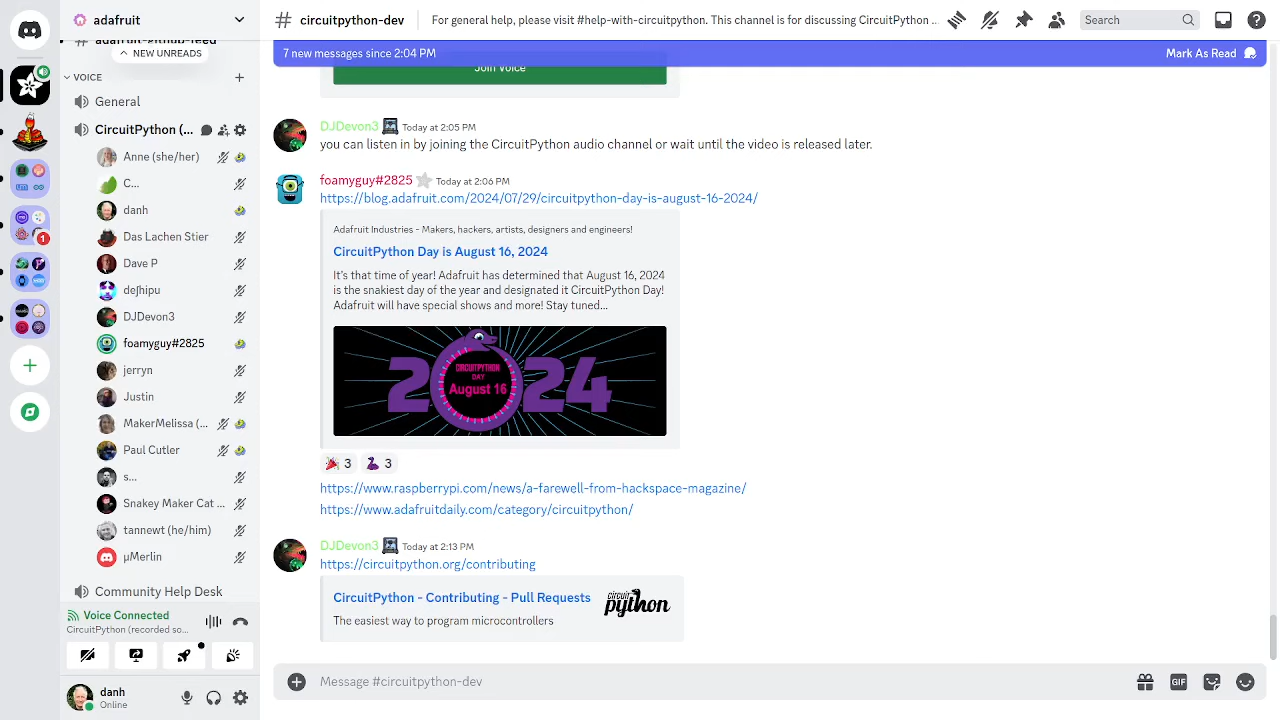 adafruit
# circuitpython-dev
For general help, please visit #help-with-circuitpython. This channel is for discussing CircuitPython ...
Search
adafruit-github-feed
NEW UNREADS
VOICE
General
CircuitPython (...
Anne (she/her)
C...
danh
Das Lachen Stier
Dave P
deʃhipu
DJDevon3
foamyguy#2825
jerryn
Justin
MakerMelissa (...
Paul Cutler
s...
Snakey Maker Cat ...
tannewt (he/him)
µMerlin
Community Help Desk
Voice Connected
CircuitPython (recorded so...
danh
Online
1
7 new messages since 2:04 PM
Mark As Read
Join Voice
DJDevon3 Today at 2:05 PM
you can listen in by joining the CircuitPython audio channel or wait until the video is released later.
foamyguy#2825 Today at 2:06 PM
https://blog.adafruit.com/2024/07/29/circuitpython-day-is-august-16-2024/
Adafruit Industries - Makers, hackers, artists, designers and engineers!
CircuitPython Day is August 16, 2024
It's that time of year! Adafruit has determined that August 16, 2024
is the snakiest day of the year and designated it CircuitPython Day!
Adafruit will have special shows and more! Stay tuned...
2024
CIRCUITPYTHON
DAY
August 16
3 3
https://www.raspberrypi.com/news/a-farewell-from-hackspace-magazine/
https://www.adafruitdaily.com/category/circuitpython/
DJDevon3 Today at 2:13 PM
https://circuitpython.org/contributing
CircuitPython - Contributing - Pull Requests
circuit
python
The easiest way to program microcontrollers
Message #circuitpython-dev
GIF